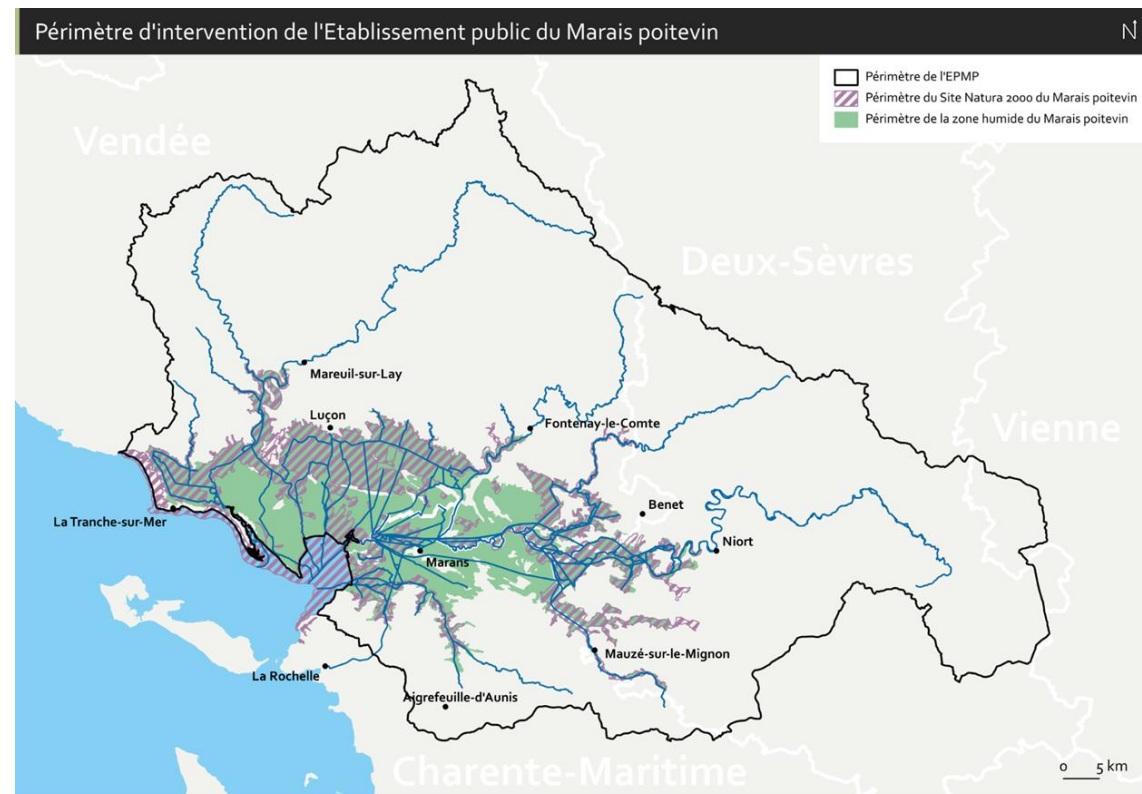 Périmètre d'intervention de l'Etablissement public du Marais poitevin
N
Périmètre de l'EPMP
Périmètre du Site Natura 2000 du Marais poitevin
Périmètre de la zone humide du Marais poitevin
Vendée
Deux-Sèvres
Mareuil-sur-Lay
Luçon
Fontenay-le-Comte
Vienne
Benet
La Tranche-sur-Mer
Niort
Marans
Mauzé-sur-le-Mignon
La Rochelle
Aigrefeuille-d'Aunis
Charente-Maritime
0 5 km